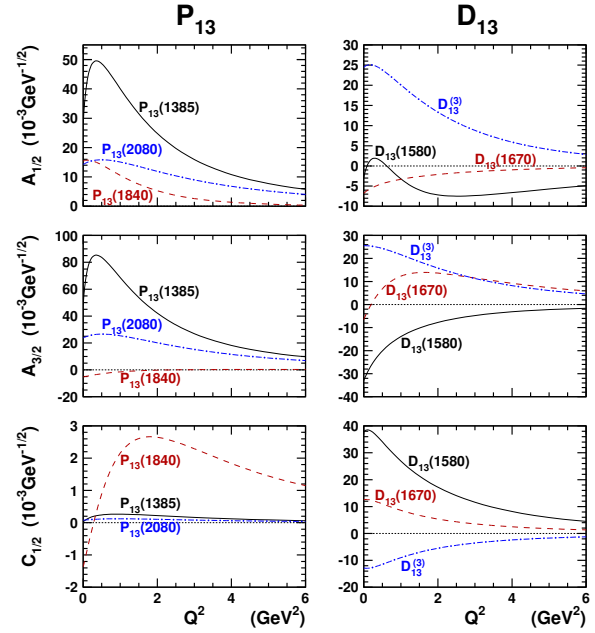 P13
D13
A1/2 (10-3GeV-1/2)
60
50
40
30
20
10
0
P13(1385)
P13(2080)
P13(1840)
30
25
20
15
10
5
0
-5
-10
D13(3)
D13(1580)
D13(1670)
A3/2 (10-3GeV-1/2)
100
80
60
40
20
0
-20
P13(1385)
P13(2080)
P13(1840)
30
20
10
0
-10
-20
-30
40
D13(3)
D13(1670)
D13(1580)
C1/2 (10-3GeV-1/2)
3
2
1
0
-1
-2
P13(1840)
P13(1385)
P13(2080)
0 2 4 6
Q2 (GeV2)
40
30
20
10
0
-10
-20
D13(1580)
D13(1670)
D13(3)
0 2 4 6
Q2 (GeV2)